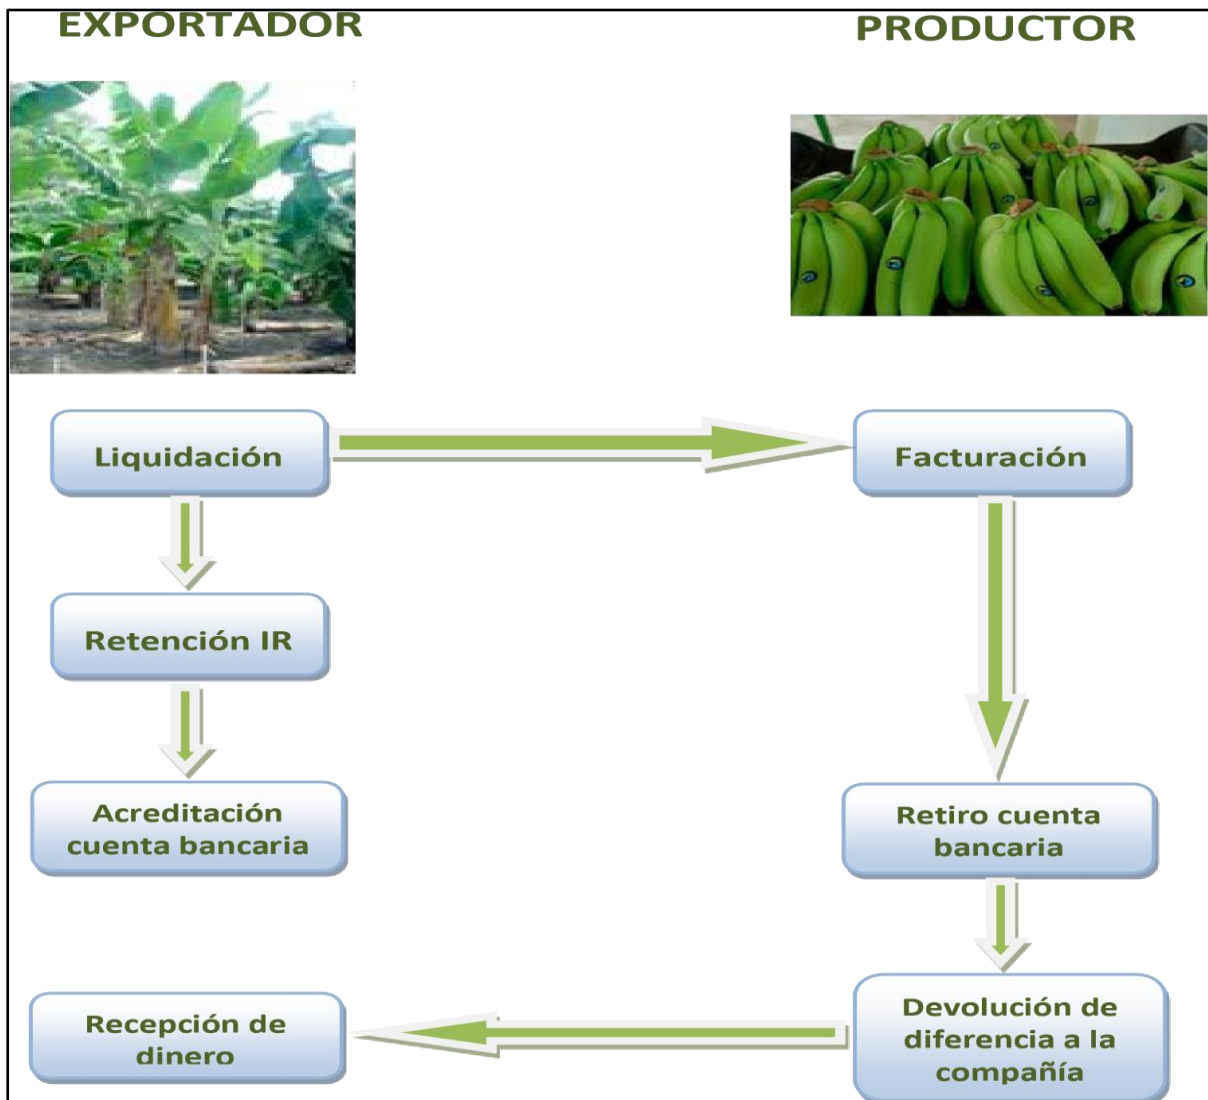 EXPORTADOR
PRODUCTOR
Liquidación
Facturación
Retención IR
Acreditación
cuenta bancaria
Retiro cuenta
bancaria
Recepción de
dinero
Devolución de
diferencia a la
compañía